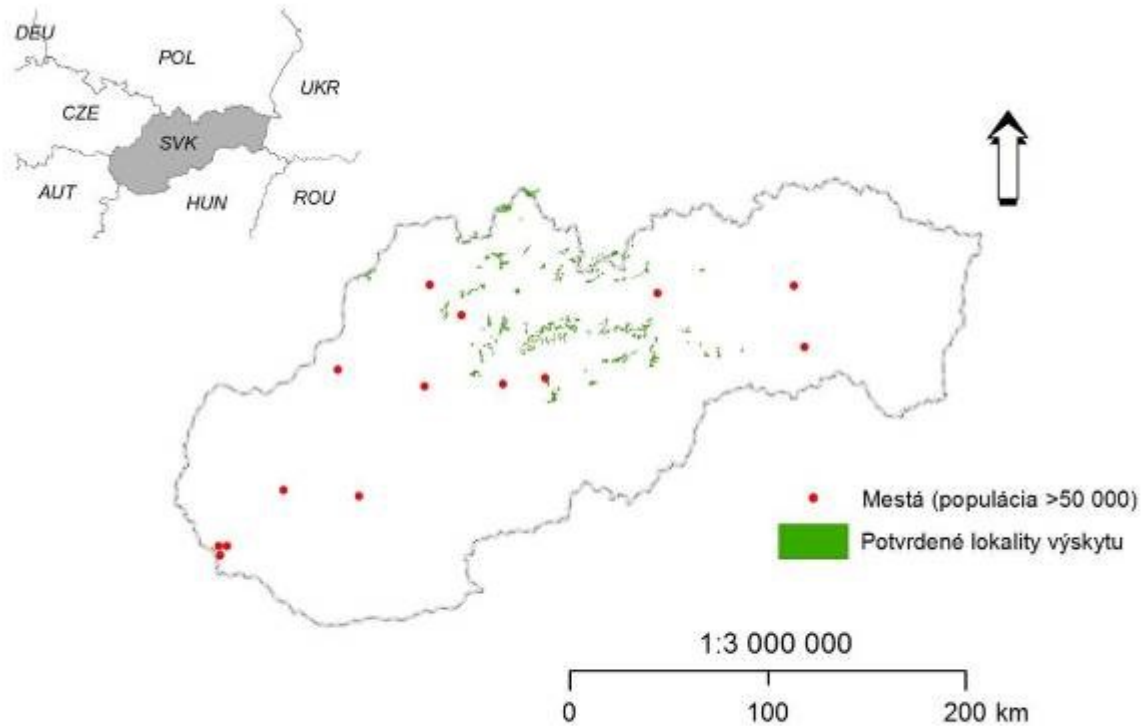 DEU
POL
UKR
CZE
SVK
AUT
HUN
ROU
Mestá (populácia >50 000)
Potvrdené lokality výskytu
1:3 000 000
0 100 200 km